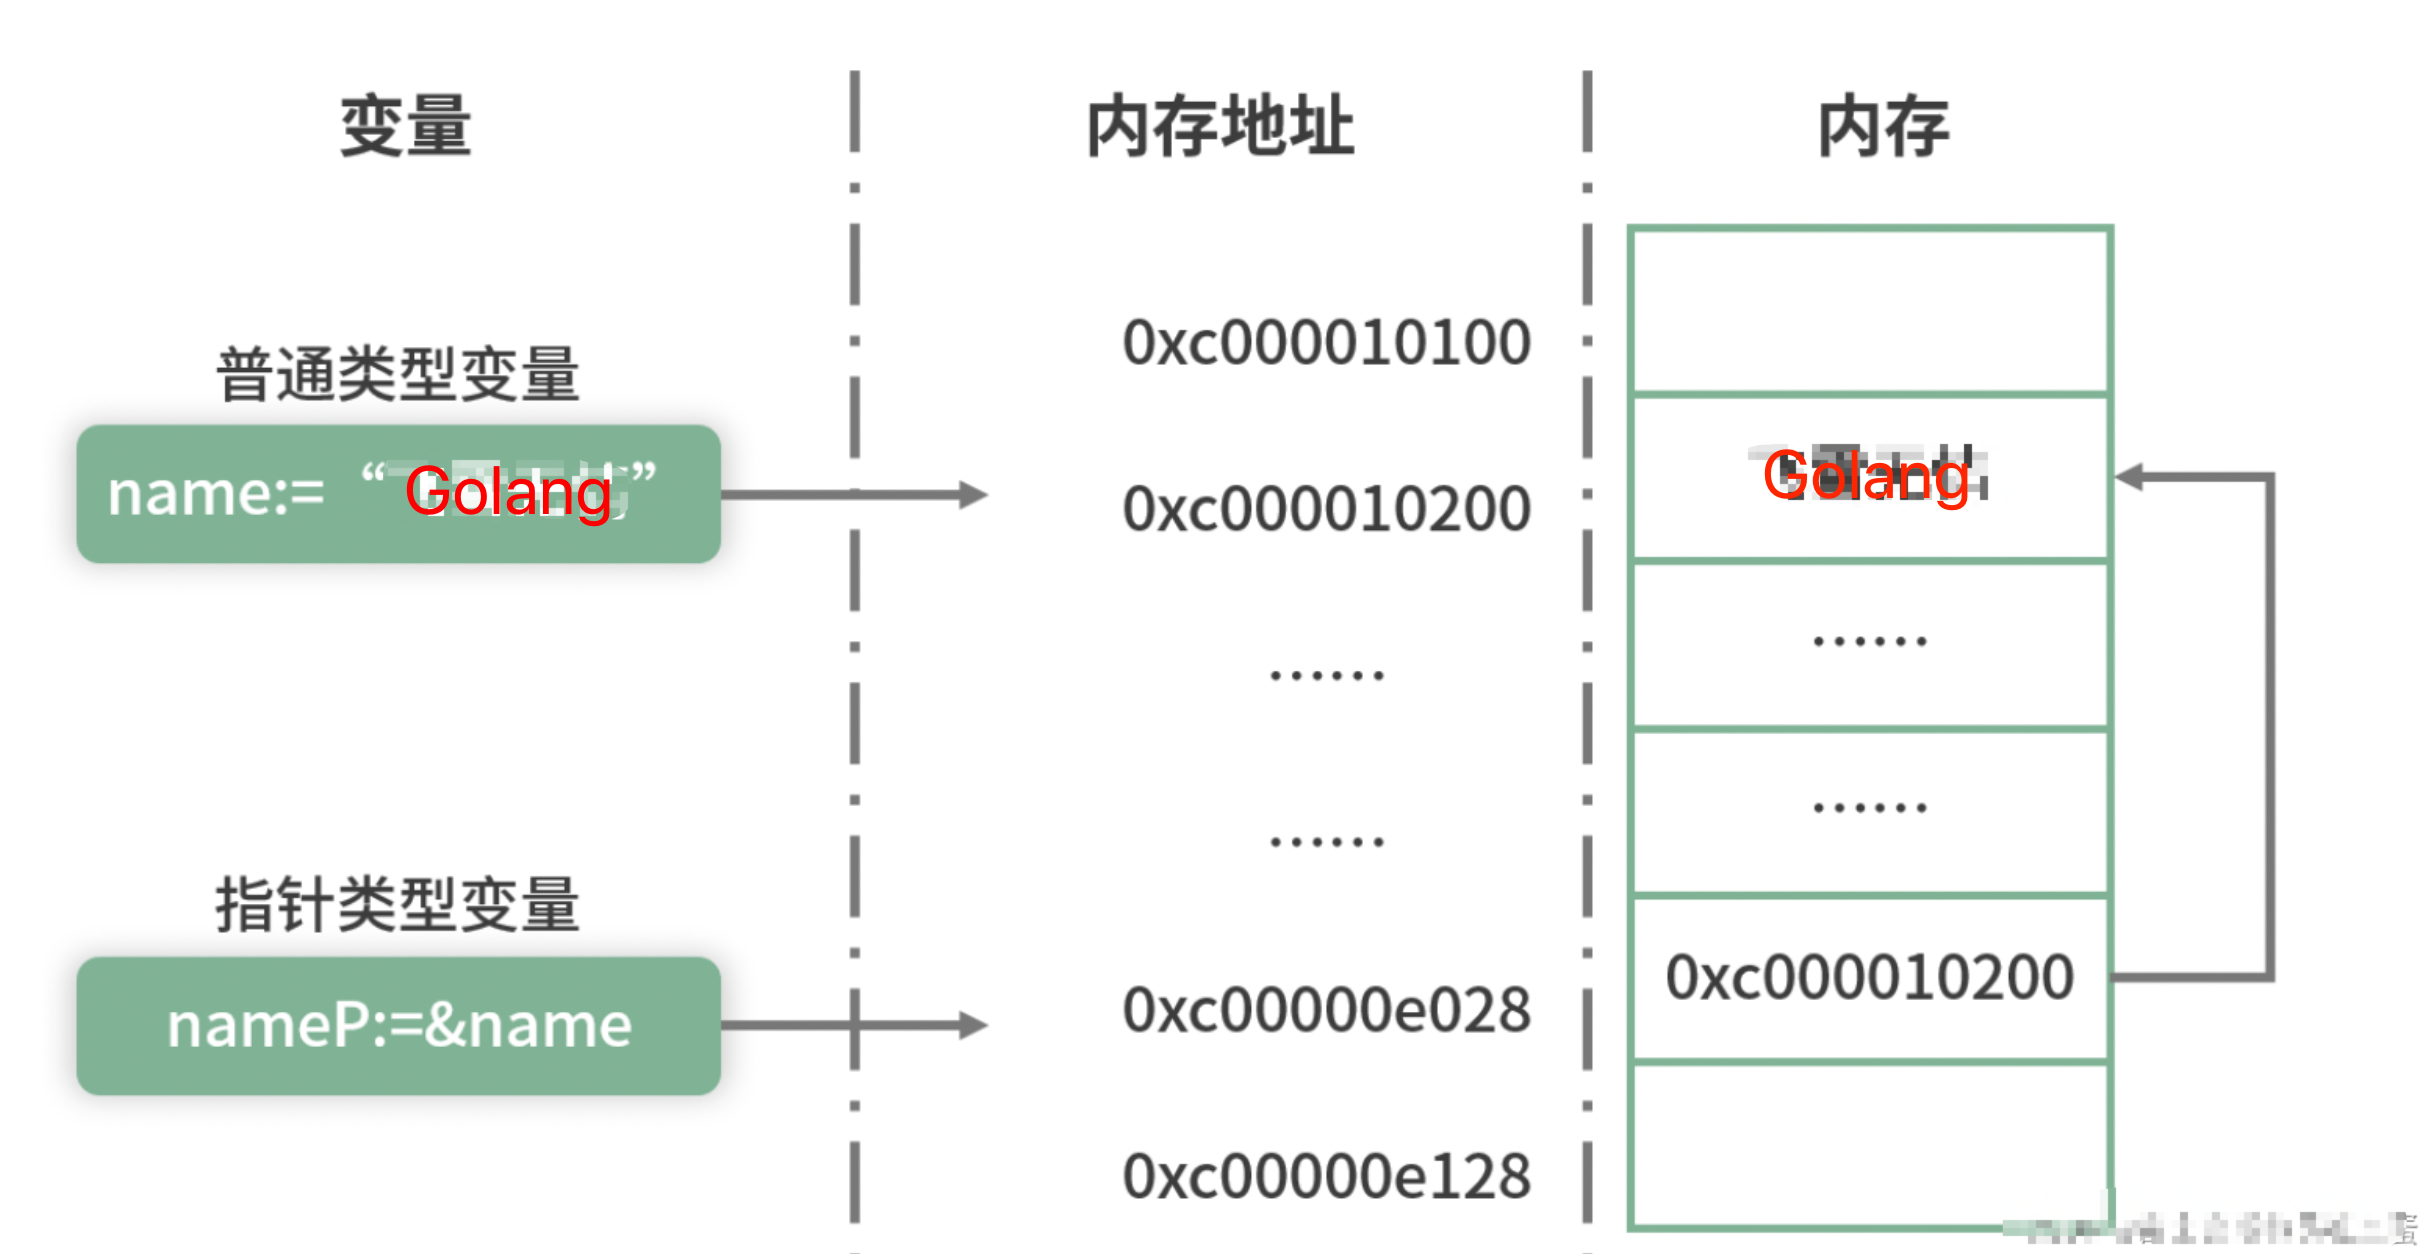 变量
内存地址
内存
普通类型变量
name:= “Golang”
0xc000010100
0xc000010200
Golang
······
······
······
······
指针类型变量
nameP:=&name
0xc00000e028
0xc000010200
0xc00000e128